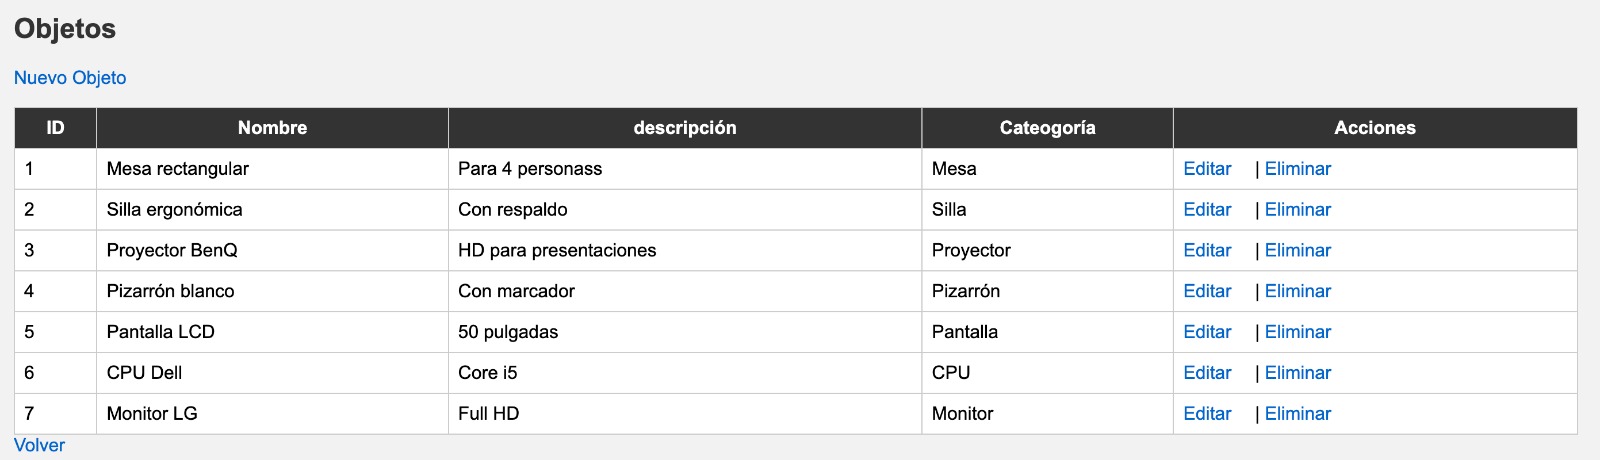 Objetos
Nuevo Objeto
ID Nombre descripción Cateogoría Acciones
1 Mesa rectangular Para 4 personass Mesa Editar | Eliminar
2 Silla ergonómica Con respaldo Silla Editar | Eliminar
3 Proyector BenQ HD para presentaciones Proyector Editar | Eliminar
4 Pizarrón blanco Con marcador Pizarrón Editar | Eliminar
5 Pantalla LCD 50 pulgadas Pantalla Editar | Eliminar
6 CPU Dell Core i5 CPU Editar | Eliminar
7 Monitor LG Full HD Monitor Editar | Eliminar
Volver